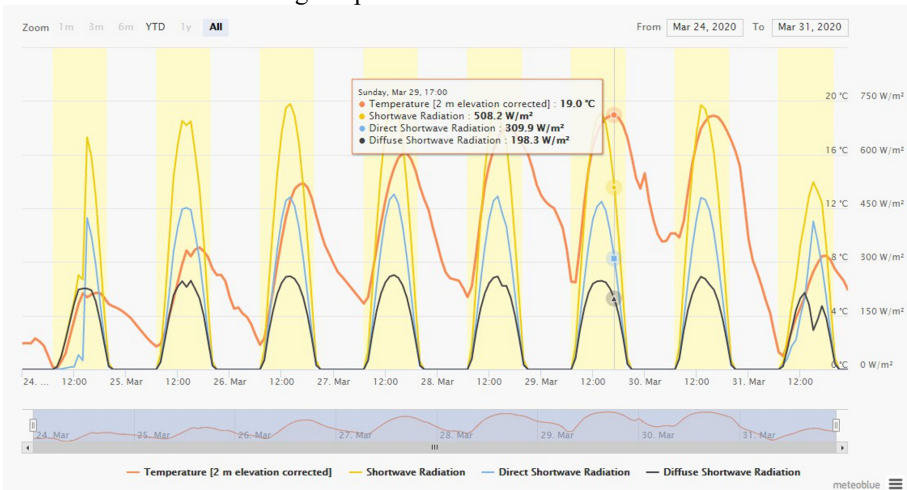 Zoom 1m 3m 6m YTD 1y All From Mar 24, 2020 To Mar 31, 2020
Sunday, Mar 29, 17:00
Temperature [2 m elevation corrected] : 19.0 °C
Shortwave Radiation : 508.2 W/m²
Direct Shortwave Radiation : 309.9 W/m²
Diffuse Shortwave Radiation : 198.3 W/m²
20 °C 750 W/m²
16 °C 600 W/m²
12 °C 450 W/m²
8 °C 300 W/m²
4 °C 150 W/m²
0 °C 0 W/m²
24. ... 12:00 25. Mar 12:00 26. Mar 12:00 27. Mar 12:00 28. Mar 12:00 29. Mar 12:00 30. Mar 12:00 31. Mar 12:00
24. Mar 25. Mar 26. Mar 27. Mar 28. Mar 29. Mar 30. Mar 31. Mar
Temperature [2 m elevation corrected] Shortwave Radiation Direct Shortwave Radiation Diffuse Shortwave Radiation
meteoblue